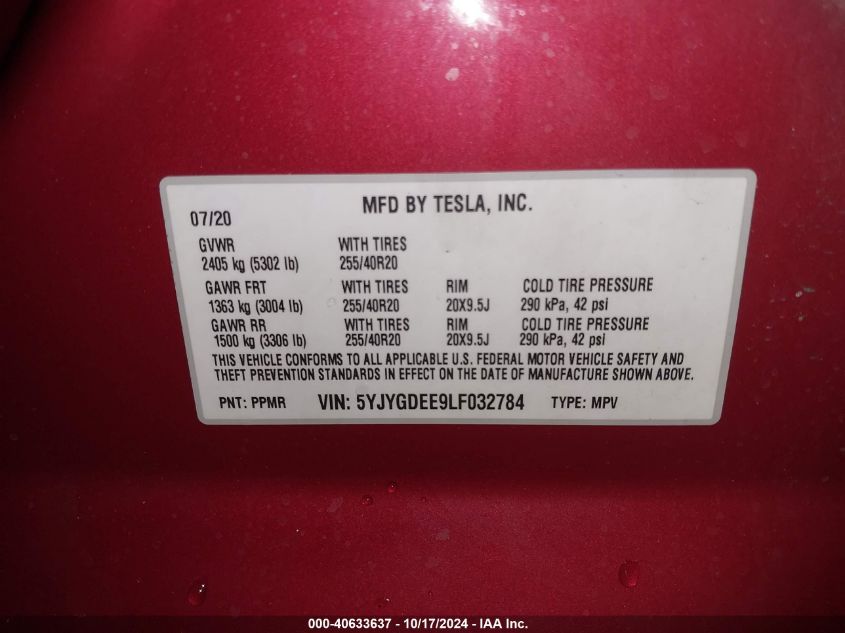 MFD BY TESLA, INC.
07/20
GVWR WITH TIRES
2405 kg (5302 lb) 255/40R20
GAWR FRT WITH TIRES RIM COLD TIRE PRESSURE
1363 kg (3004 lb) 255/40R20 20X9.5J 290 kPa, 42 psi
GAWR RR WITH TIRES RIM COLD TIRE PRESSURE
1500 kg (3306 lb) 255/40R20 20X9.5J 290 kPa, 42 psi
THIS VEHICLE CONFORMS TO ALL APPLICABLE U.S. FEDERAL MOTOR VEHICLE SAFETY AND
THEFT PREVENTION STANDARDS IN EFFECT ON THE DATE OF MANUFACTURE SHOWN ABOVE.
PNT: PPMR VIN: 5YJYGDEE9LF032784 TYPE: MPV
000-40633637 - 10/17/2024 - IAA Inc.